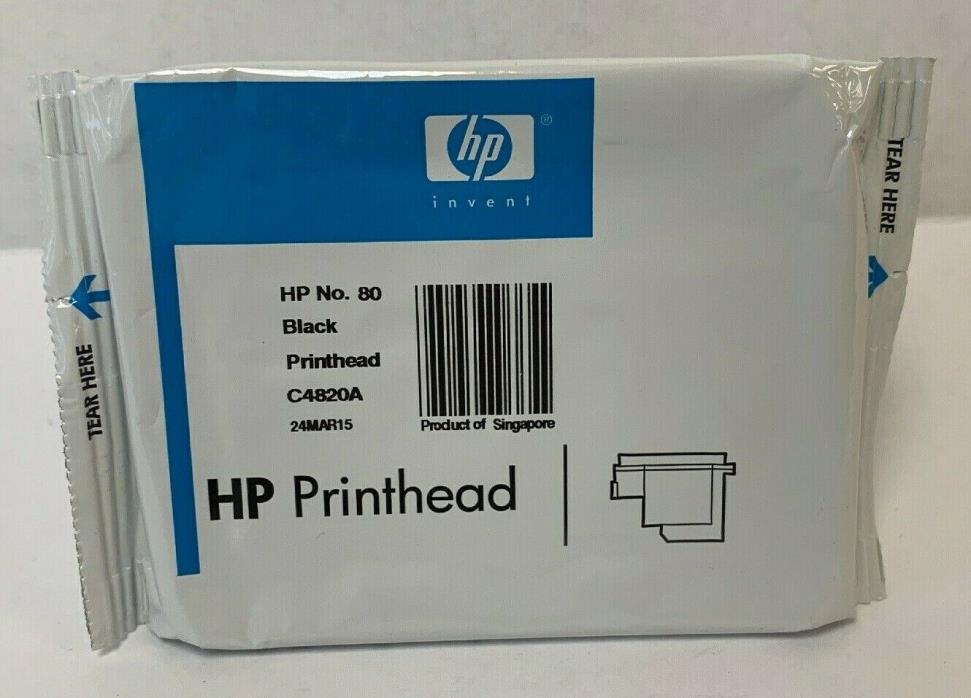 hp ®
invent
HP No. 80
Black
Printhead
C4820A
24MAR15
Product of Singapore
HP Printhead
TEAR HERE
TEAR HERE